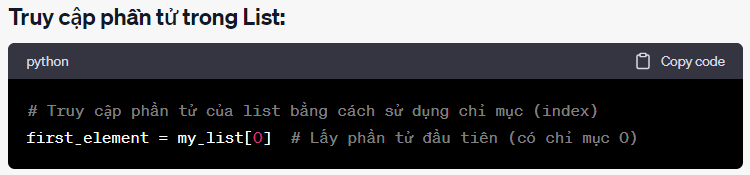 Truy cập phần tử trong List:
python
Copy code
# Truy cập phần tử của list bằng cách sử dụng chỉ mục (index)
first_element = my_list[0]  # Lấy phần tử đầu tiên (có chỉ mục 0)